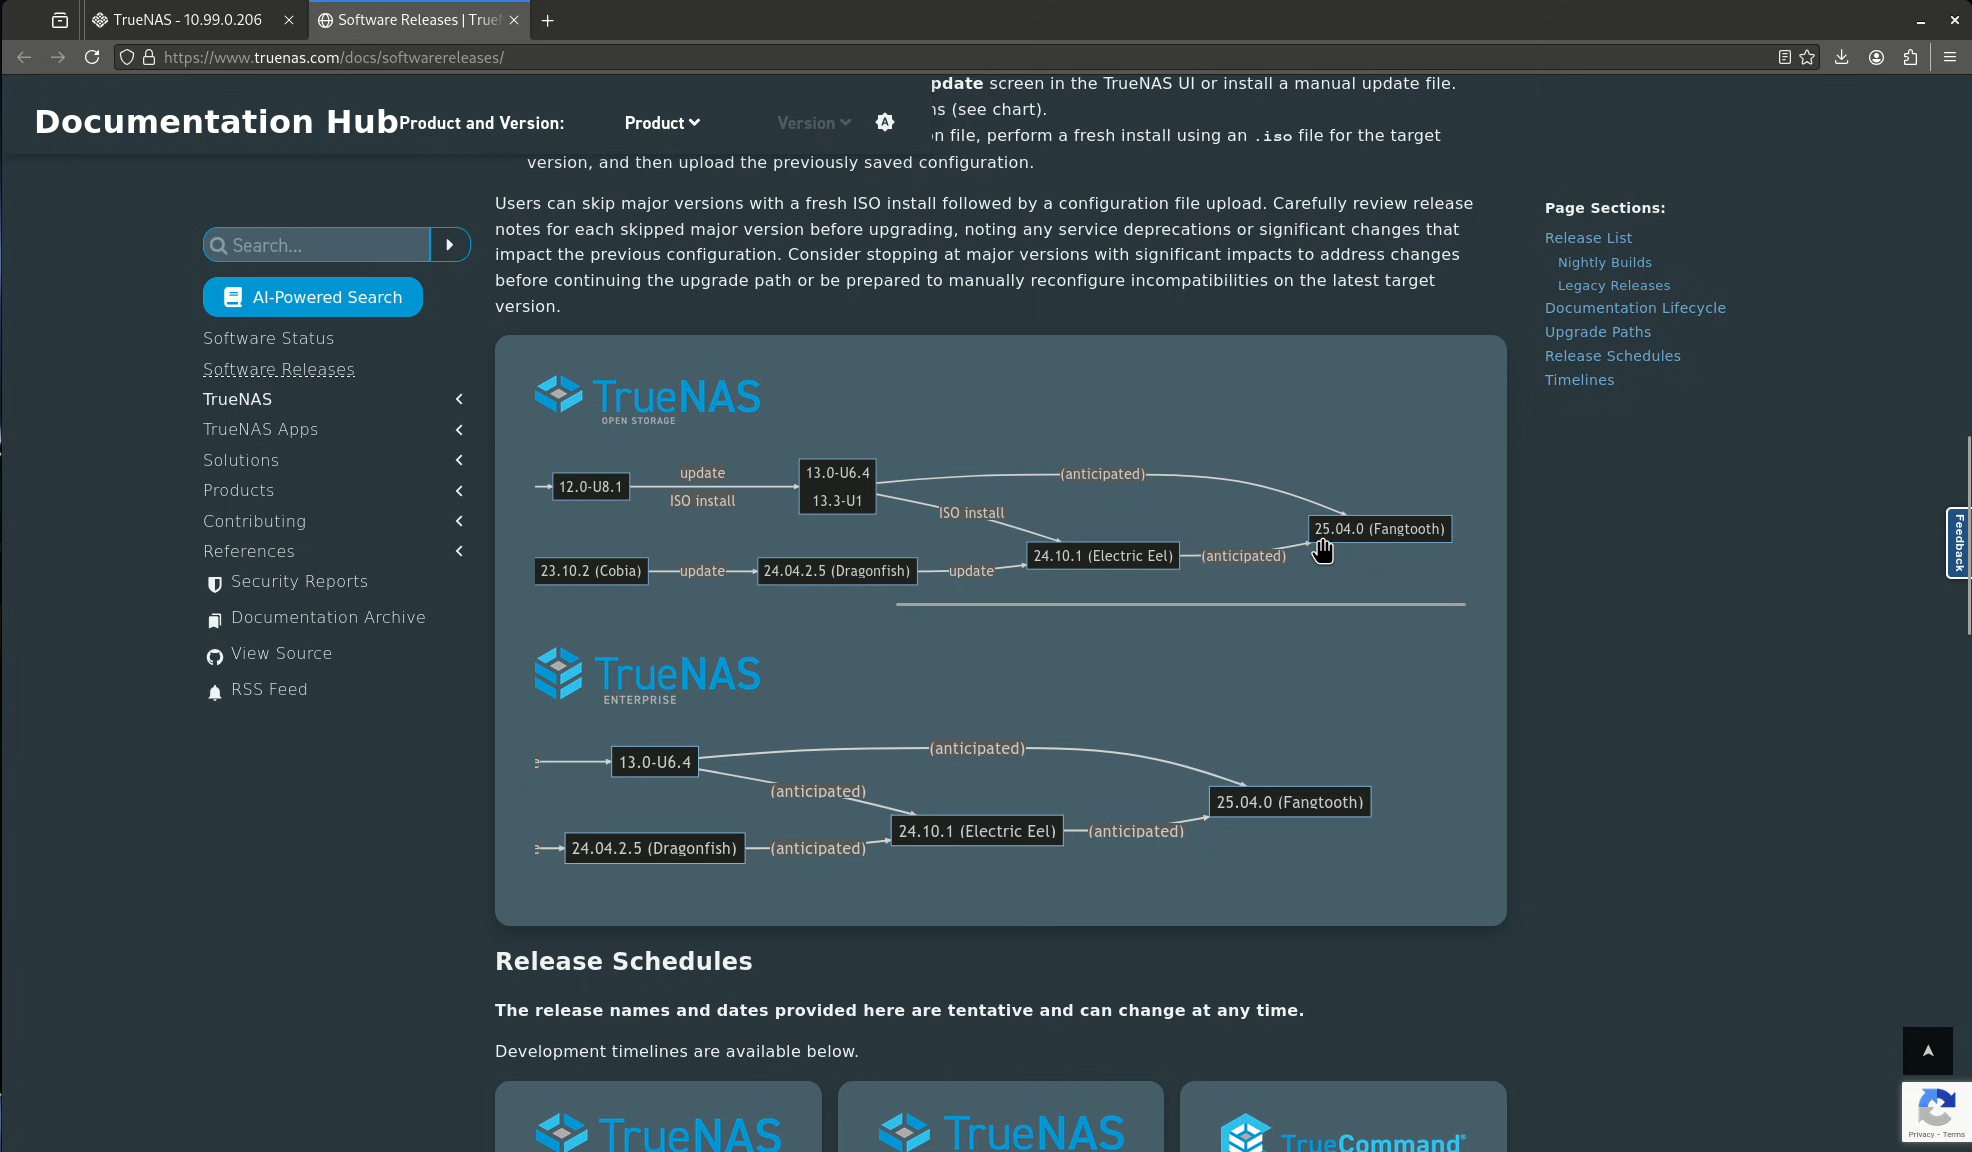 TrueNAS - 10.99.0.206
Software Releases | True
https://www.truenas.com/docs/softwarereleases/
Documentation Hub
Product and Version:
Product
Version
pdate screen in the TrueNAS UI or install a manual update file.
ns (see chart).
n file, perform a fresh install using an .iso file for the target
version, and then upload the previously saved configuration.
Users can skip major versions with a fresh ISO install followed by a configuration file upload. Carefully review release
notes for each skipped major version before upgrading, noting any service deprecations or significant changes that
impact the previous configuration. Consider stopping at major versions with significant impacts to address changes
before continuing the upgrade path or be prepared to manually reconfigure incompatibilities on the latest target
version.
Search...
AI-Powered Search
Software Status
Software Releases
TrueNAS
TrueNAS Apps
Solutions
Products
Contributing
References
Security Reports
Documentation Archive
View Source
RSS Feed
Page Sections:
Release List
Nightly Builds
Legacy Releases
Documentation Lifecycle
Upgrade Paths
Release Schedules
Timelines
Feedback
TrueNAS
OPEN STORAGE
12.0-U8.1
update
ISO install
13.0-U6.4
13.3-U1
(anticipated)
ISO install
25.04.0 (Fangtooth)
24.10.1 (Electric Eel)
(anticipated)
23.10.2 (Cobia)
update
24.04.2.5 (Dragonfish)
update
TrueNAS
ENTERPRISE
e
13.0-U6.4
(anticipated)
(anticipated)
25.04.0 (Fangtooth)
24.10.1 (Electric Eel)
(anticipated)
e
24.04.2.5 (Dragonfish)
(anticipated)
Release Schedules
The release names and dates provided here are tentative and can change at any time.
Development timelines are available below.
TrueNAS
TrueNAS
TrueCommand®
Privacy - Terms